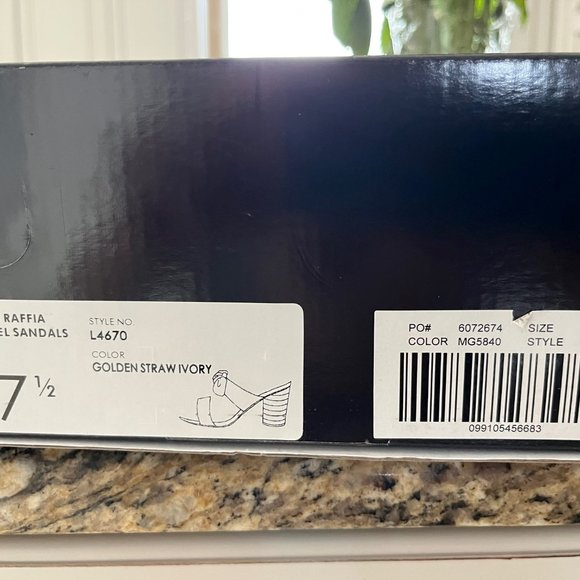 RAFFIA
EL SANDALS
7 1/2
STYLE NO.
L4670
COLOR
GOLDEN STRAW IVORY
PO# 6072674 SIZE
COLOR MG5840 STYLE
099105456683